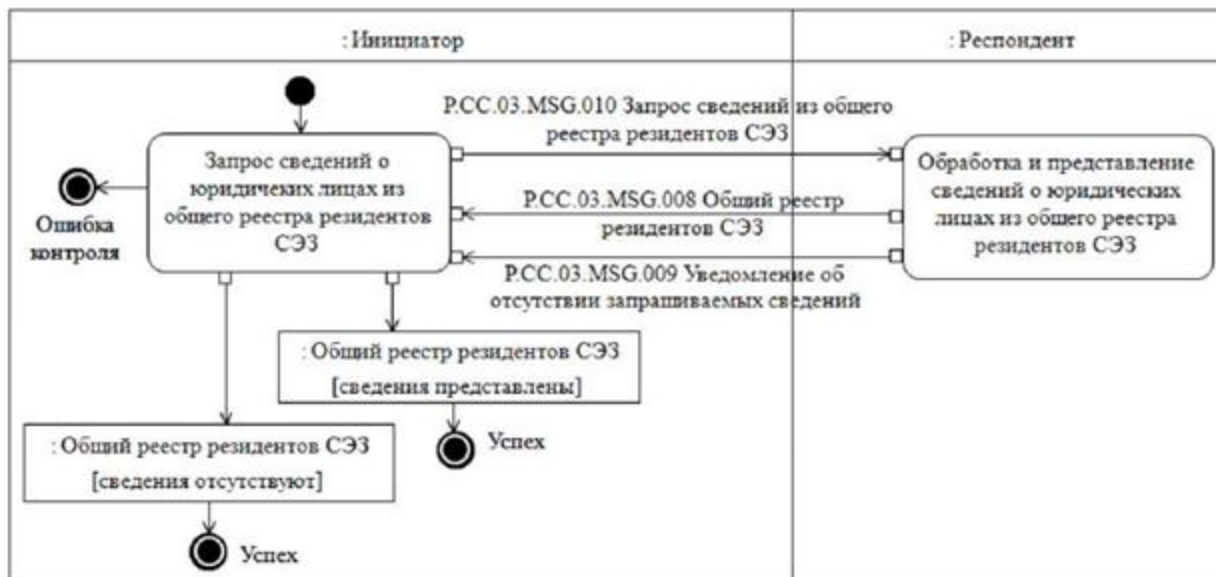 : Инициатор
: Респондент
P.CC.03.MSG.010 Запрос сведений из общего
реестра резидентов СЭЗ
Запрос сведений о
юридичеких лицах из
общего реестра резидентов
СЭЗ
Ошибка
контроля
P.CC.03.MSG.008 Общий реестр
резидентов СЭЗ
P.CC.03.MSG.009 Уведомление об
отсутствии запрашиваемых сведений
Обработка и представление
сведений о юридических
лицах из общего реестра
резидентов СЭЗ
: Общий реестр резидентов СЭЗ
[сведения представлены]
Успех
: Общий реестр резидентов СЭЗ
[сведения отсутствуют]
Успех